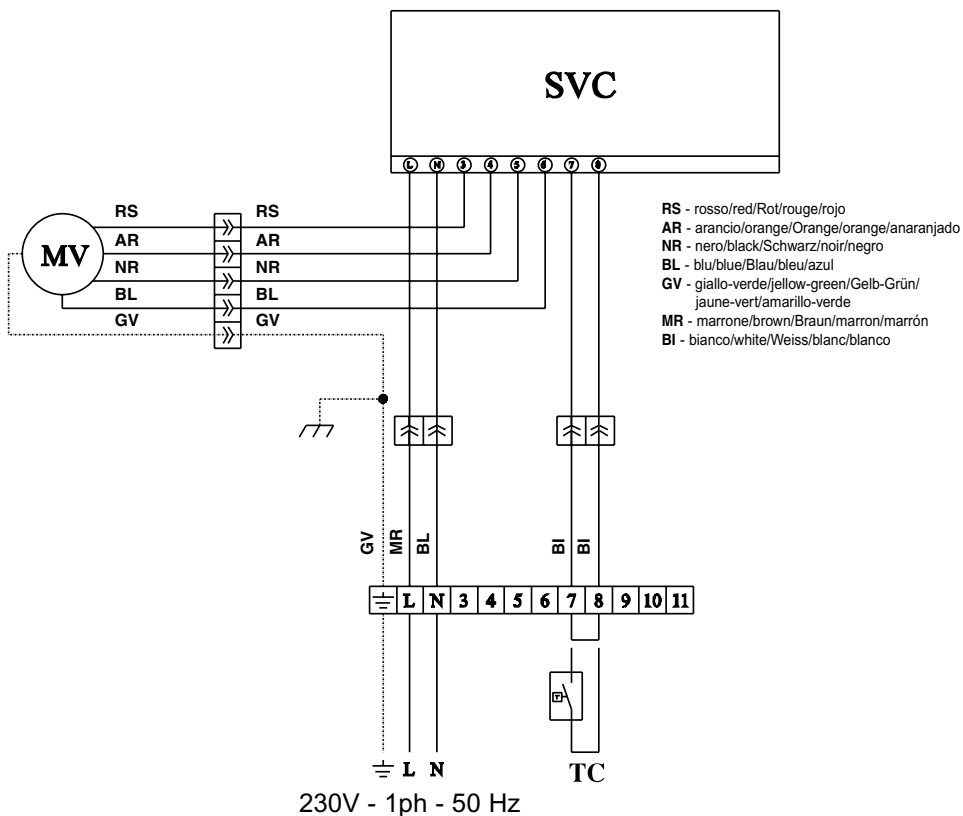 SVC
L N 3 4 5 6 7 8
RS RS
AR AR
NR NR
BL BL
GV GV
MV
RS - rosso/red/Rot/rouge/rojo
AR - arancio/orange/Orange/orange/anaranjado
NR - nero/black/Schwarz/noir/negro
BL - blu/blue/Blau/bleu/azul
GV - giallo-verde/jellow-green/Gelb-Grün/
jaune-vert/amarillo-verde
MR - marrone/brown/Braun/marron/marrón
BI - bianco/white/Weiss/blanc/blanco
GV MR BL BI BI
L N 3 4 5 6 7 8 9 10 11
T
L N TC
230V - 1ph - 50 Hz